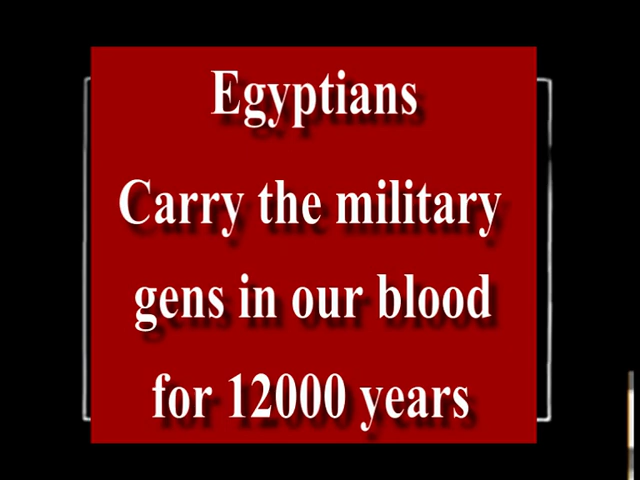 Egyptians
Carry the military
gens in our blood
for 12000 years